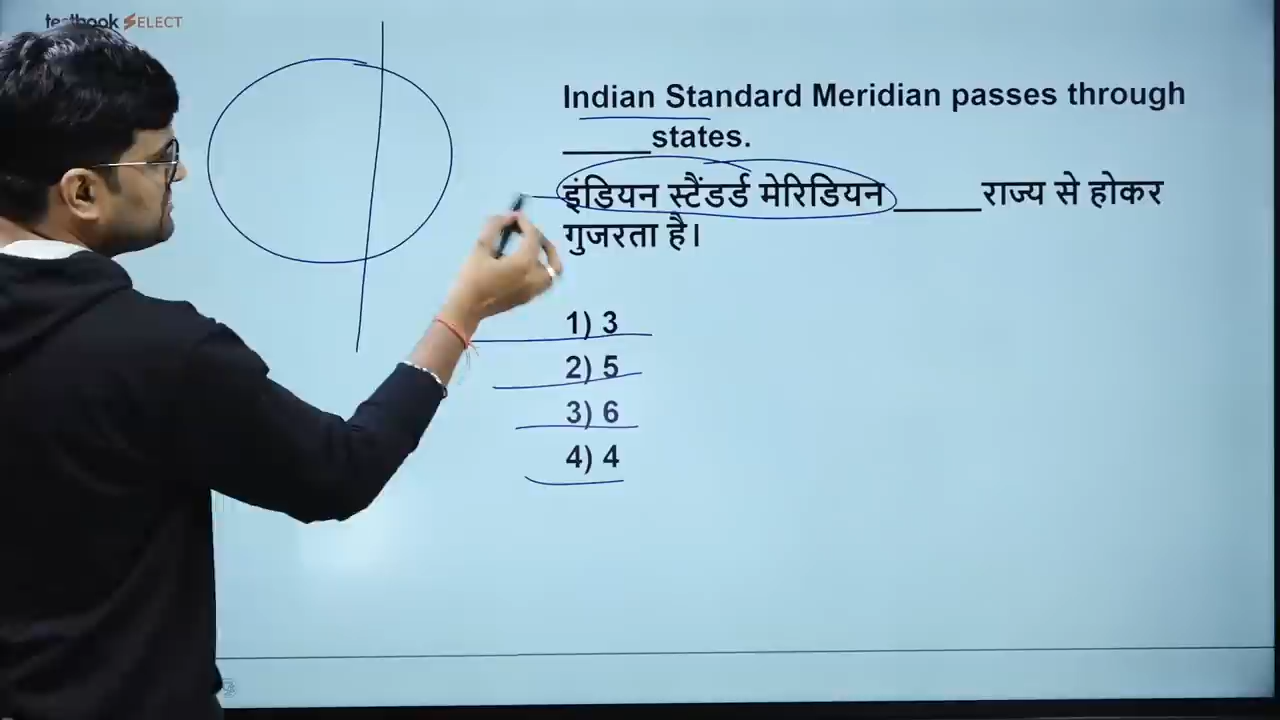 testbook SELECT
Indian Standard Meridian passes through
_____states.
इंडियन स्टैंडर्ड मेरिडियन _____राज्य से होकर
गुजरता है।
1) 3
2) 5
3) 6
4) 4